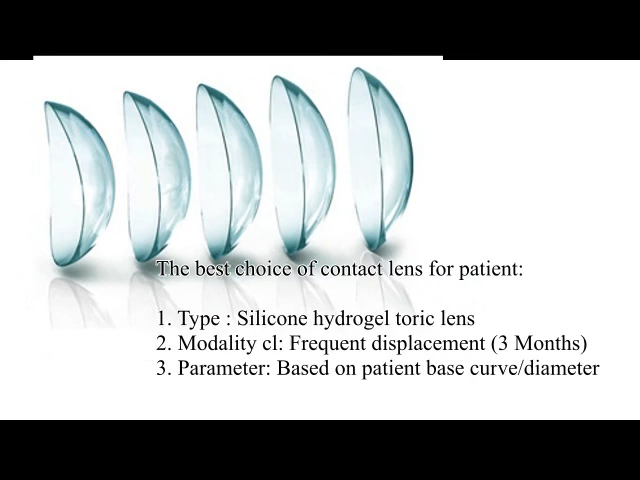 The best choice of contact lens for patient:
1. Type : Silicone hydrogel toric lens
2. Modality cl: Frequent displacement (3 Months)
3. Parameter: Based on patient base curve/diameter